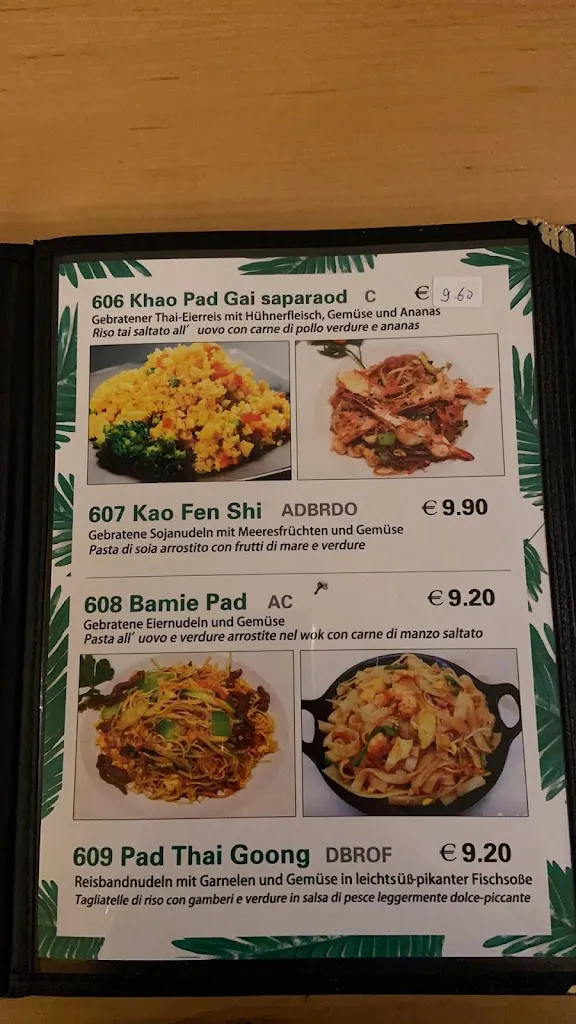 606 Khao Pad Gai saparaod C € 9.60
Gebratener Thai-Eierreis mit Hühnerfleisch, Gemüse und Ananas
Riso tai saltato all' uovo con carne di pollo verdure e ananas
607 Kao Fen Shi ADBRDO € 9.90
Gebratene Sojanudeln mit Meeresfrüchten und Gemüse
Pasta di soia arrostito con frutti di mare e verdure
608 Bamie Pad AC € 9.20
Gebratene Eiernudeln und Gemüse
Pasta all' uovo e verdure arrostite nel wok con carne di manzo saltato
609 Pad Thai Goong DBROF € 9.20
Reisbandnudeln mit Garnelen und Gemüse in leichtsüß-pikanter Fischsoße
Tagliatelle di riso con gamberi e verdure in salsa di pesce leggermente dolce-piccante